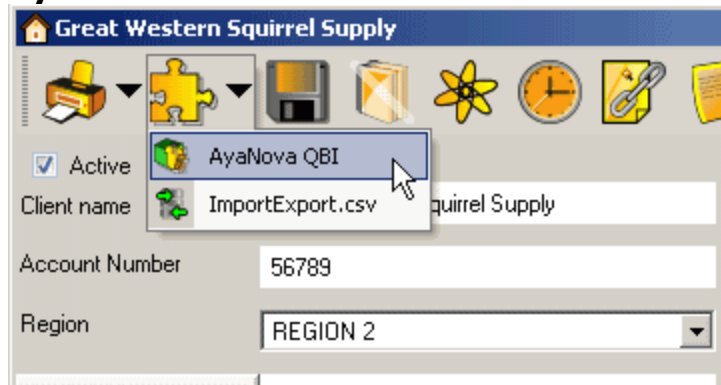 Great Western Squirrel Supply
Active
AyaNova QBI
Client name
ImportExport.csv
quirrel Supply
Account Number
56789
Region
REGION 2